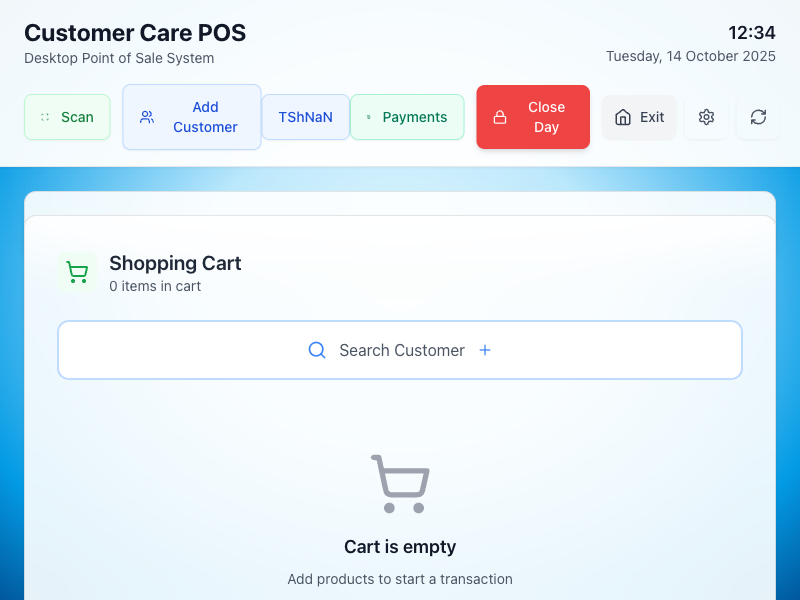 Customer Care POS
Desktop Point of Sale System
12:34
Tuesday, 14 October 2025
Scan
Add
Customer
TShNaN
Payments
Close
Day
Exit
Shopping Cart
0 items in cart
Search Customer +
Cart is empty
Add products to start a transaction